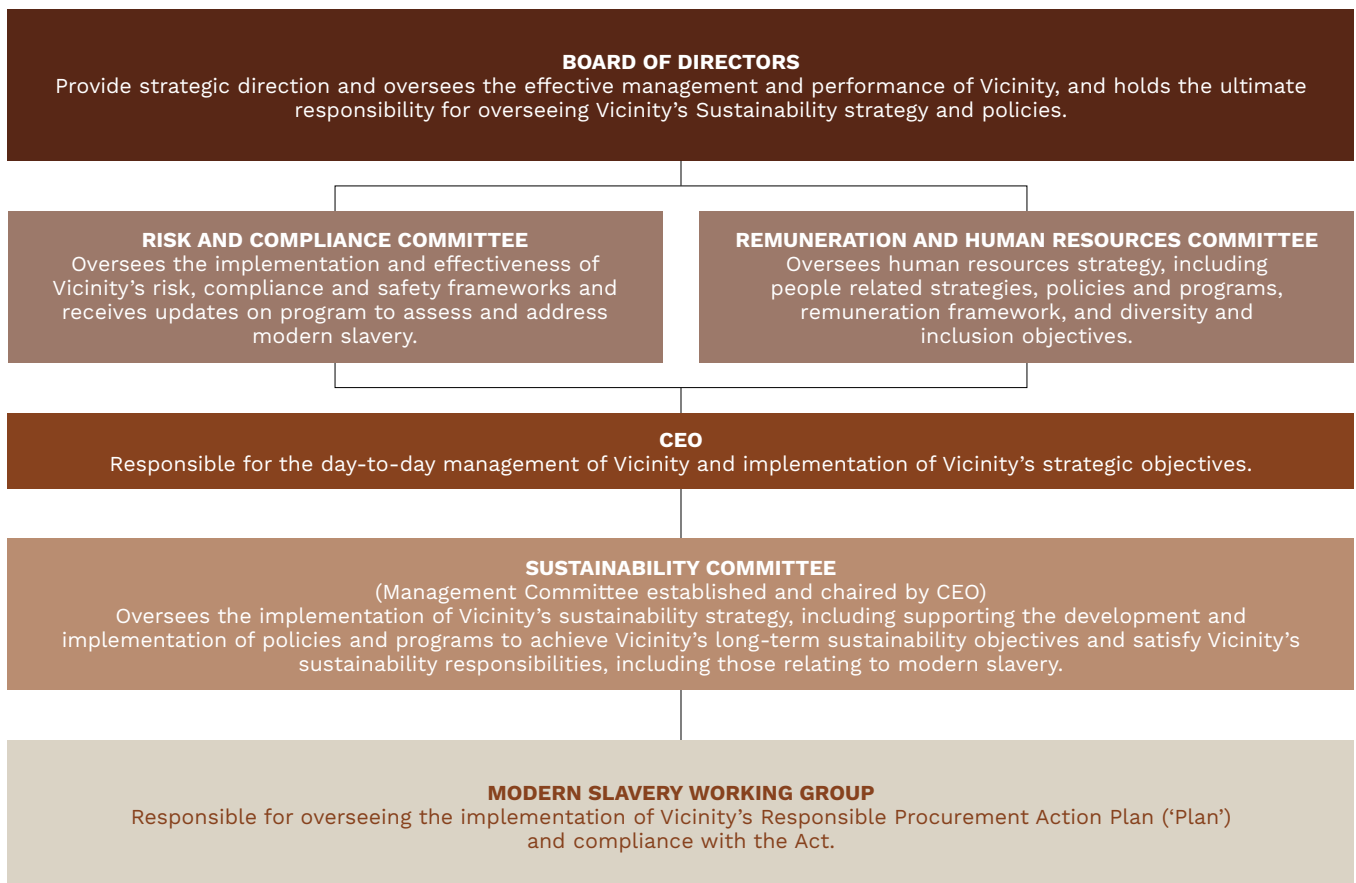 BOARD OF DIRECTORS
Provide strategic direction and oversees the effective management and performance of Vicinity, and holds the ultimate
responsibility for overseeing Vicinity’s Sustainability strategy and policies.
RISK AND COMPLIANCE COMMITTEE
Oversees the implementation and effectiveness of
Vicinity’s risk, compliance and safety frameworks and
receives updates on program to assess and address
modern slavery.
REMUNERATION AND HUMAN RESOURCES COMMITTEE
Oversees human resources strategy, including
people related strategies, policies and programs,
remuneration framework, and diversity and
inclusion objectives.
CEO
Responsible for the day-to-day management of Vicinity and implementation of Vicinity’s strategic objectives.
SUSTAINABILITY COMMITTEE
(Management Committee established and chaired by CEO)
Oversees the implementation of Vicinity’s sustainability strategy, including supporting the development and
implementation of policies and programs to achieve Vicinity’s long-term sustainability objectives and satisfy Vicinity’s
sustainability responsibilities, including those relating to modern slavery.
MODERN SLAVERY WORKING GROUP
Responsible for overseeing the implementation of Vicinity’s Responsible Procurement Action Plan (‘Plan’)
and compliance with the Act.